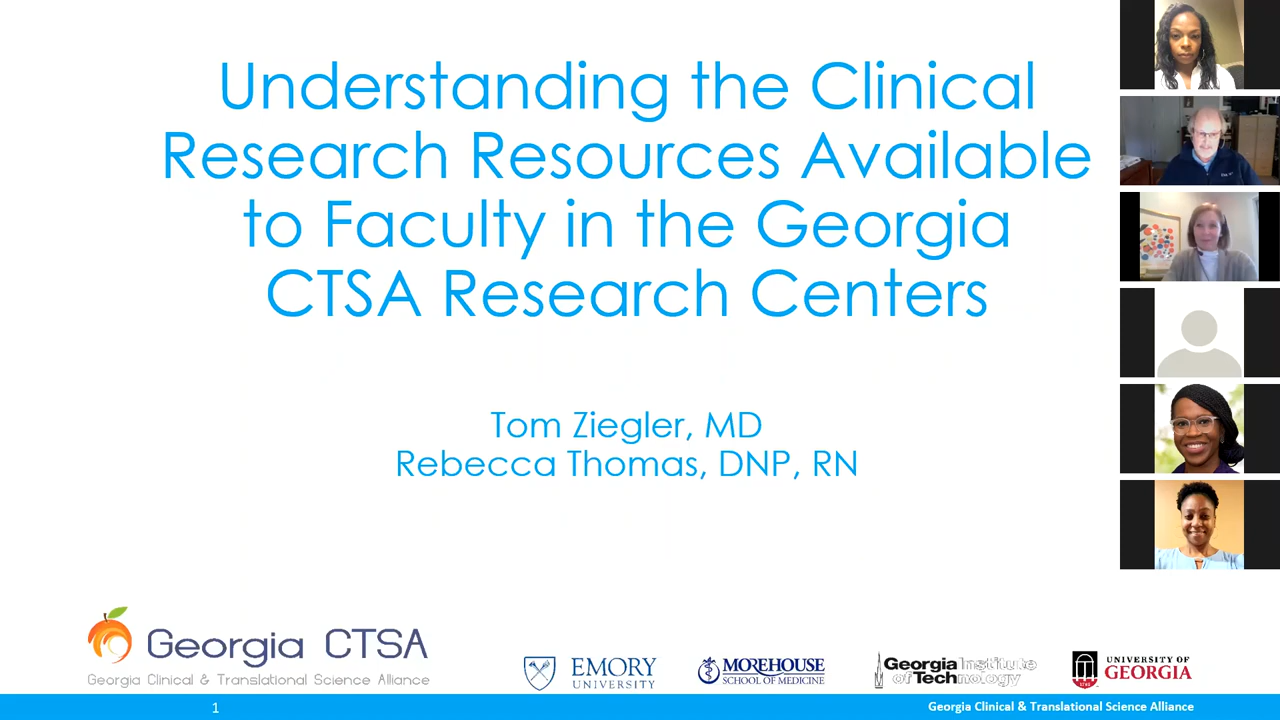 Understanding the Clinical
Research Resources Available
to Faculty in the Georgia
CTSA Research Centers
Tom Ziegler, MD
Rebecca Thomas, DNP, RN
Georgia CTSA
Georgia Clinical & Translational Science Alliance
EMORY
UNIVERSITY
MOREHOUSE
SCHOOL OF MEDICINE
Georgia Institute
of Technology
UNIVERSITY OF
GEORGIA
1
Georgia Clinical & Translational Science Alliance